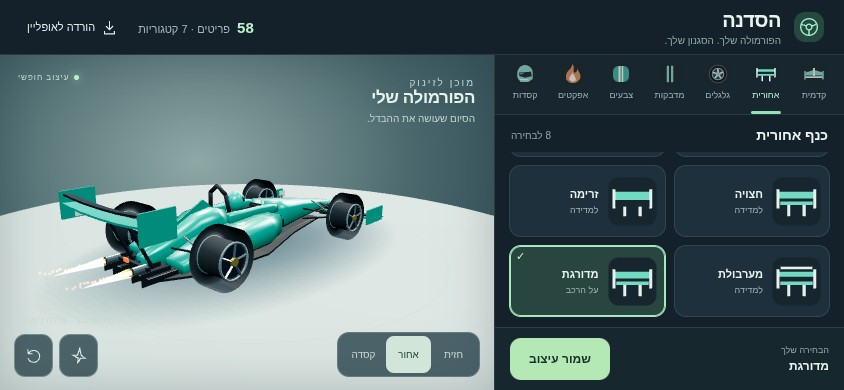 הסדנה
הפורמולה שלך. הסגנון שלך.
58 פריטים · 7 קטגוריות
הורדה לאופליין
קדמית
אחורית
גלגלים
מדבקות
צבעים
אפקטים
קסדות
כנף אחורית
8 לבחירה
חצויה
למדידה
זרימה
למדידה
מערבולת
למדידה
מדורגת
על הרכב
✓
הבחירה שלך
מדורגת
שמור עיצוב
עיצוב חופשי
מוכן לזינוק
הפורמולה שלי
הסיום שעושה את ההבדל.
חזית
אחור
קסדה